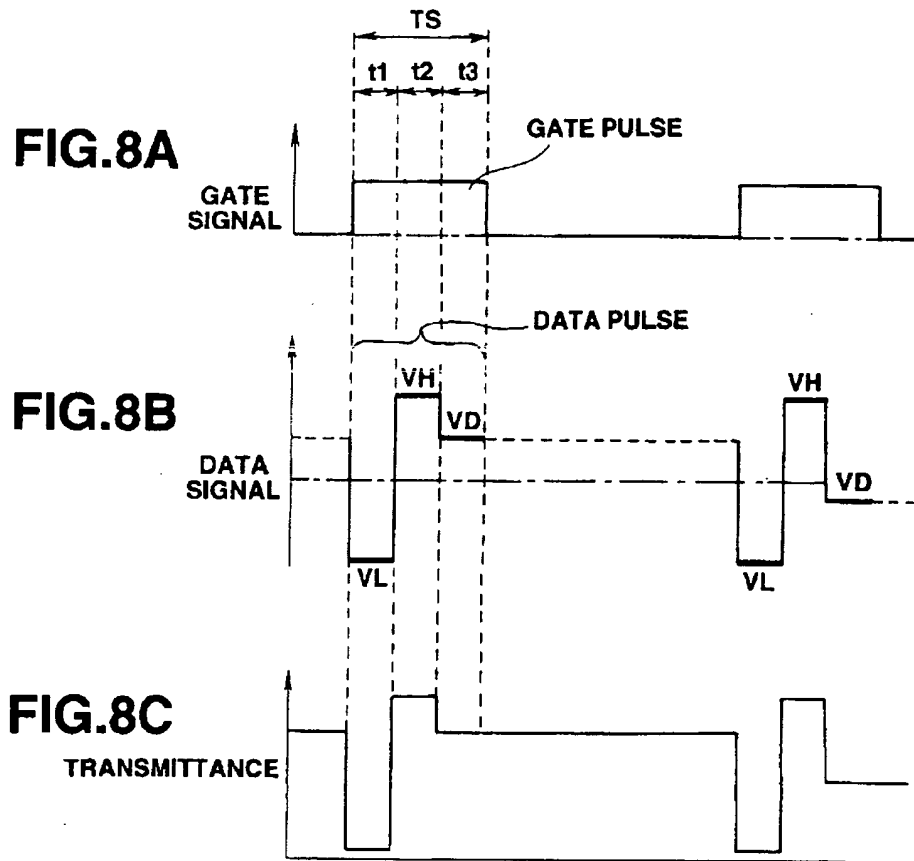 TS
t1 t2 t3
FIG.8A
GATE PULSE
GATE
SIGNAL
DATA PULSE
FIG.8B
VH
VD
VH
DATA
SIGNAL
VD
VL
VL
FIG.8C
TRANSMITTANCE